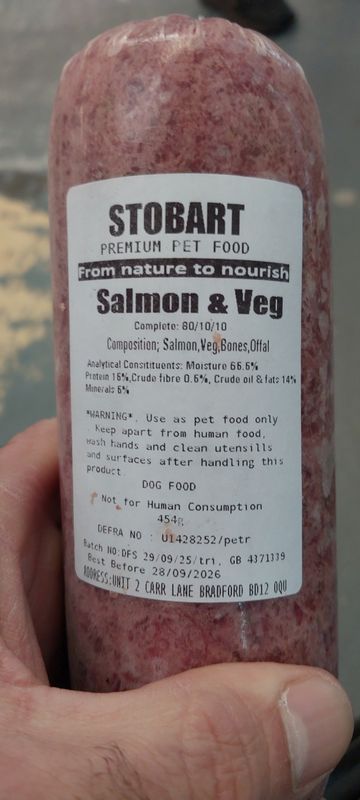 STOBART
PREMIUM PET FOOD
From nature to nourish
Salmon & Veg
Complete: 80/10/10
Composition; Salmon,Veg,Bones,Offal
Analytical Consitituents: Moisture 66.6%
Protein 16%,Crude fibre 0.6%, Crude oil & fats 14%
Minerals 6%
*WARNING*. Use as pet food only
. Keep apart from human food,
wash hands and clean utensills
and surfaces after handling this
product.
DOG FOOD
Not for Human Consumption
454g
DEFRA NO : U1428252/petr
Batch NO:DFS 29/09/25/tri, GB 4371339
Best Before 28/09/2026
ADDRESS:UNIT 2 CARR LANE BRADFORD BD12 0QU